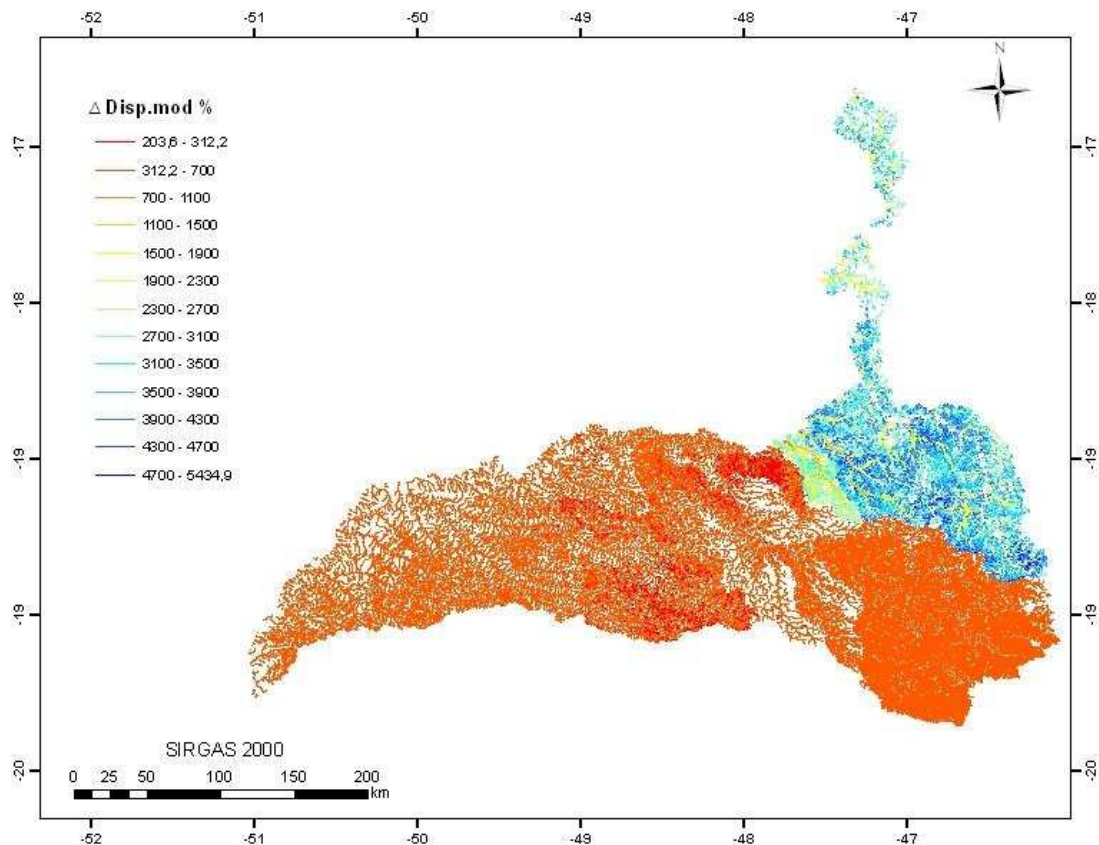 -52 -51 -50 -49 -48 -47
N
△ Disp.mod %
-17 -17
203,6 - 312,2
312,2 - 700
700 - 1100
1100 - 1500
1500 - 1900
1900 - 2300
-18 -18
2300 - 2700
2700 - 3100
3100 - 3500
3500 - 3900
3900 - 4300
4300 - 4700
-19 -19
4700 - 5434,9
-19 -19
SIRGAS 2000
-20 -20
0 25 50 100 150 200
km
-52 -51 -50 -49 -48 -47